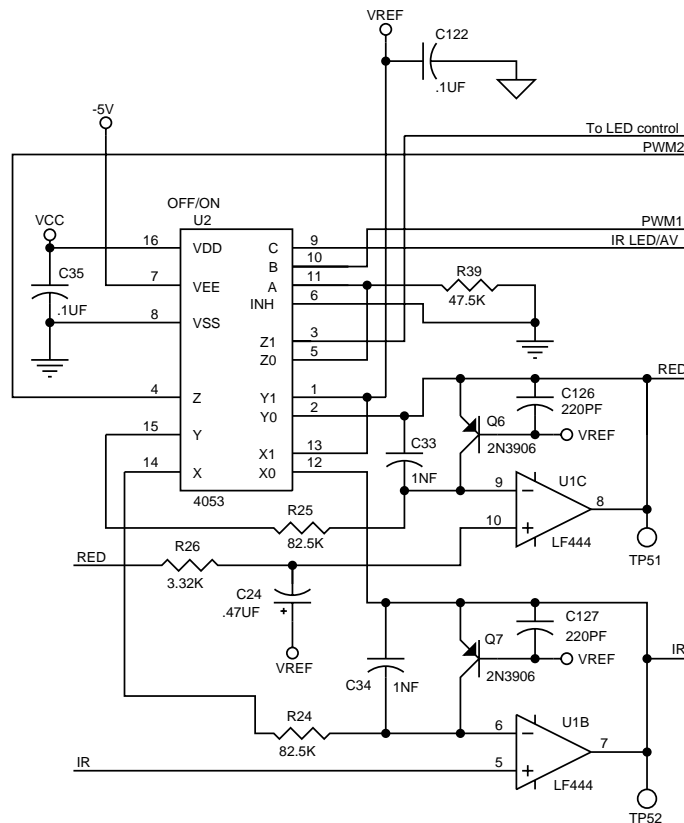 VREF
C122
.1UF
-5V
To LED control
PWM2
OFF/ON
U2
VCC
16 VDD C 9 PWM1
B 10 IR LED/AV
C35
.1UF
7 VEE A 11 R39
47.5K
INH 6
8 VSS
Z1 3
Z0 5
4 Z Y1 1 RED
Y0 2
C126
220PF
15 Y Q6
C33
2N3906 VREF
14 X X1 13
X0 12 1NF
4053
9 U1C
8
R25
82.5K
10
LF444
TP51
RED R26
3.32K
C24
.47UF
+
VREF
C127
220PF
Q7
2N3906 VREF IR
C34 1NF
R24
82.5K
6 U1B
7
IR 5
LF444
TP52